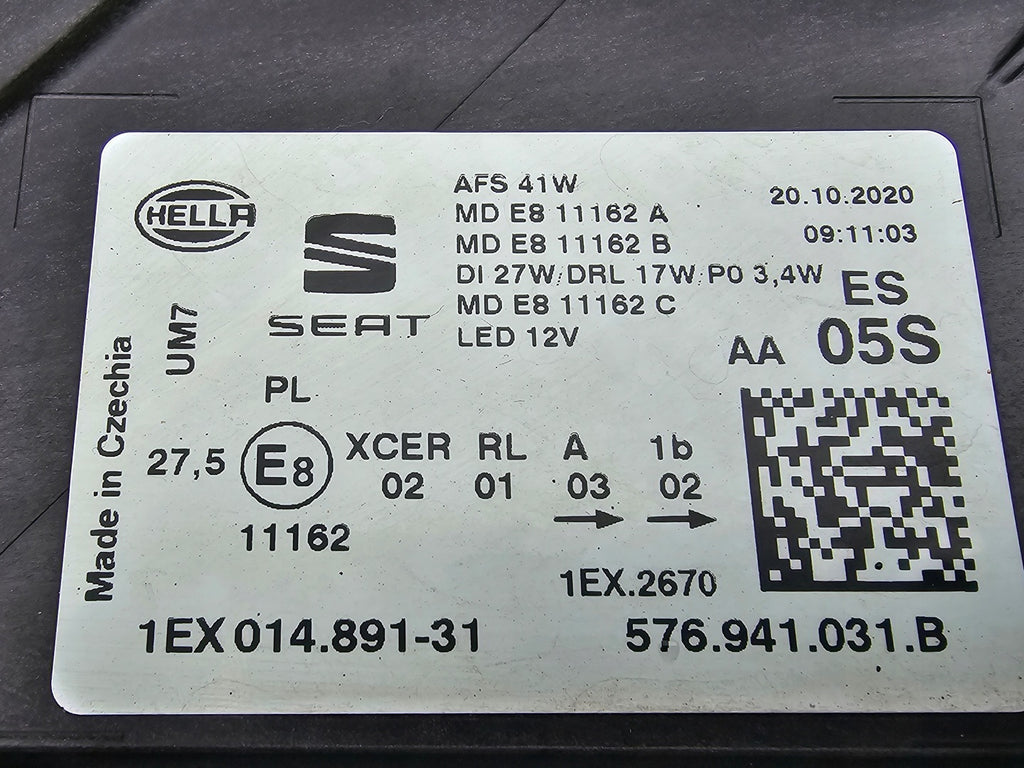 HELLA
SEAT
AFS 41W
MD E8 11162 A
MD E8 11162 B
DI 27W/DRL 17W/PO 3,4W
MD E8 11162 C
LED 12V
20.10.2020
09:11:03
ES
AA 05S
Made in Czechia
UM7
PL
27,5 E8 XCER RL A 1b
02 01 03 02
11162
1EX.2670
1EX 014.891-31
576.941.031.B